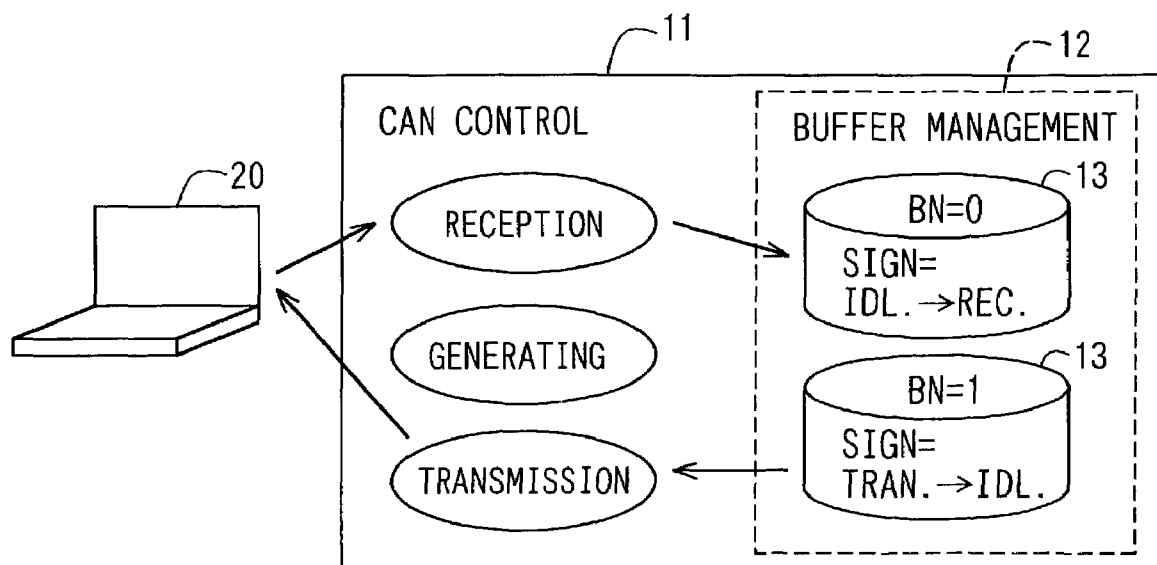 11
12
CAN CONTROL
BUFFER MANAGEMENT
20
13
RECEPTION
BN=0
SIGN=
IDL.→REC.
GENERATING
13
BN=1
TRANSMISSION
SIGN=
TRAN.→IDL.